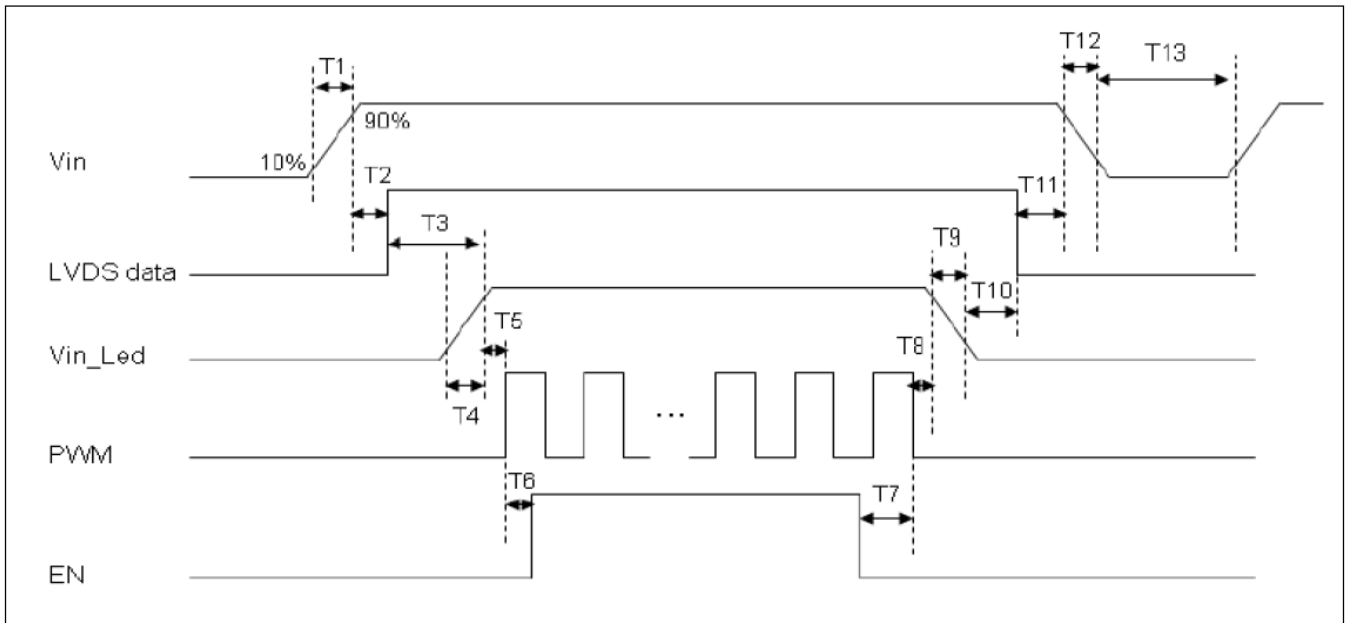 T12
T1
T13
90%
Vin
10%
T2
T11
T3
T9
LVDS data
T10
T5
Vin_Led
T8
T4
...
PWM
T6
T7
EN